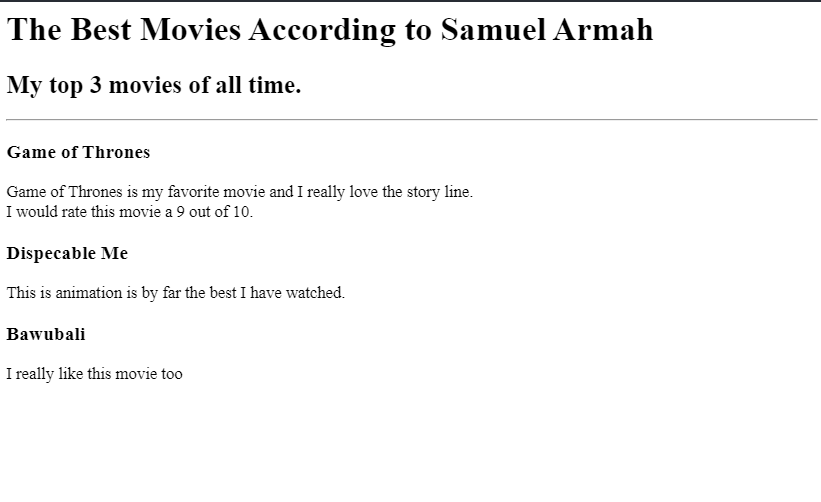 The Best Movies According to Samuel Armah
My top 3 movies of all time.
Game of Thrones
Game of Thrones is my favorite movie and I really love the story line.
I would rate this movie a 9 out of 10.
Dispecable Me
This is animation is by far the best I have watched.
Bawubali
I really like this movie too